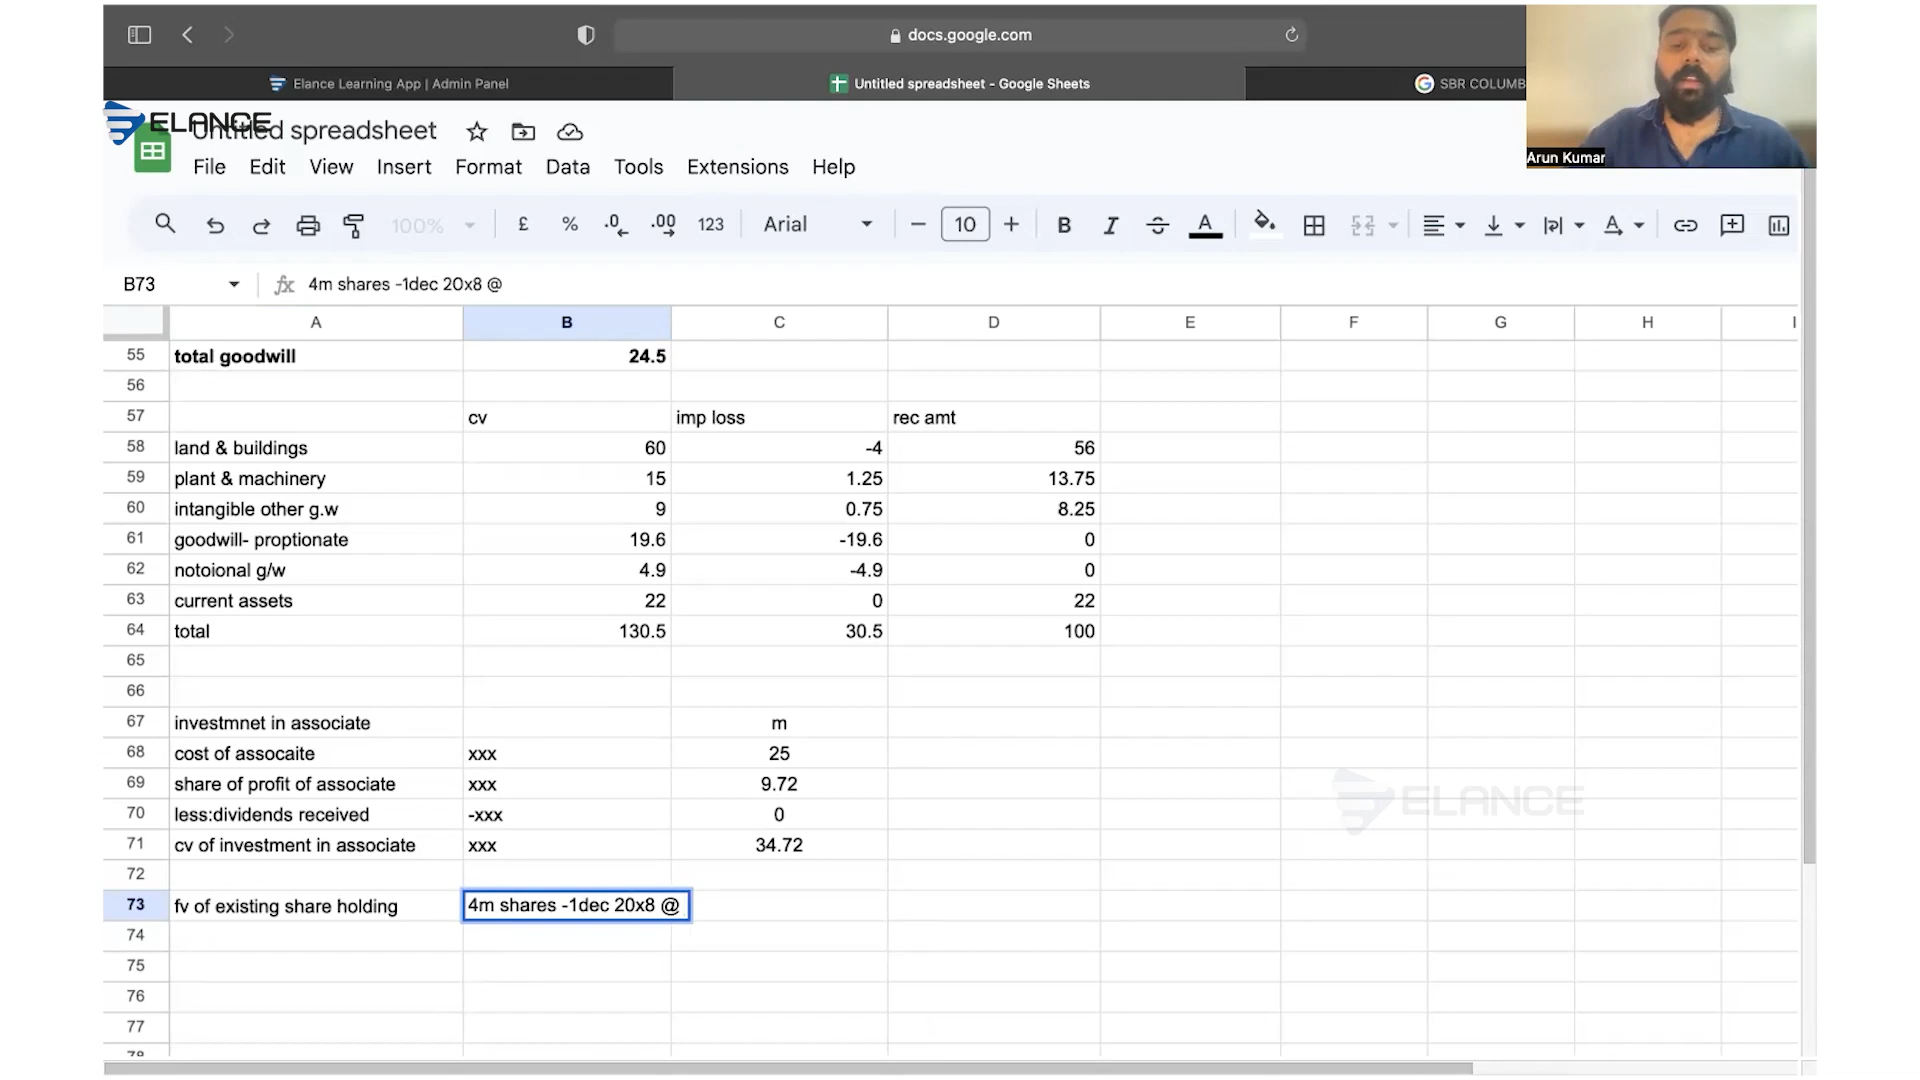 docs.google.com
Elance Learning App | Admin Panel
Untitled spreadsheet - Google Sheets
SBR COLUMB
ELANCE
Untitled spreadsheet
File Edit View Insert Format Data Tools Extensions Help
Arun Kumar
100% £ % .0 .00 123 Arial 10 B I S A
B73 fx 4m shares -1dec 20x8 @
A B C D E F G H I
55 total goodwill 24.5
56
57 cv imp loss rec amt
58 land & buildings 60 -4 56
59 plant & machinery 15 1.25 13.75
60 intangible other g.w 9 0.75 8.25
61 goodwill- proptionate 19.6 -19.6 0
62 notoional g/w 4.9 -4.9 0
63 current assets 22 0 22
64 total 130.5 30.5 100
65
66
67 investmnet in associate m
68 cost of assocaite xxx 25
69 share of profit of associate xxx 9.72
70 less:dividends received -xxx 0
71 cv of investment in associate xxx 34.72
72
73 fv of existing share holding 4m shares -1dec 20x8 @
74
75
76
77
78
ELANCE